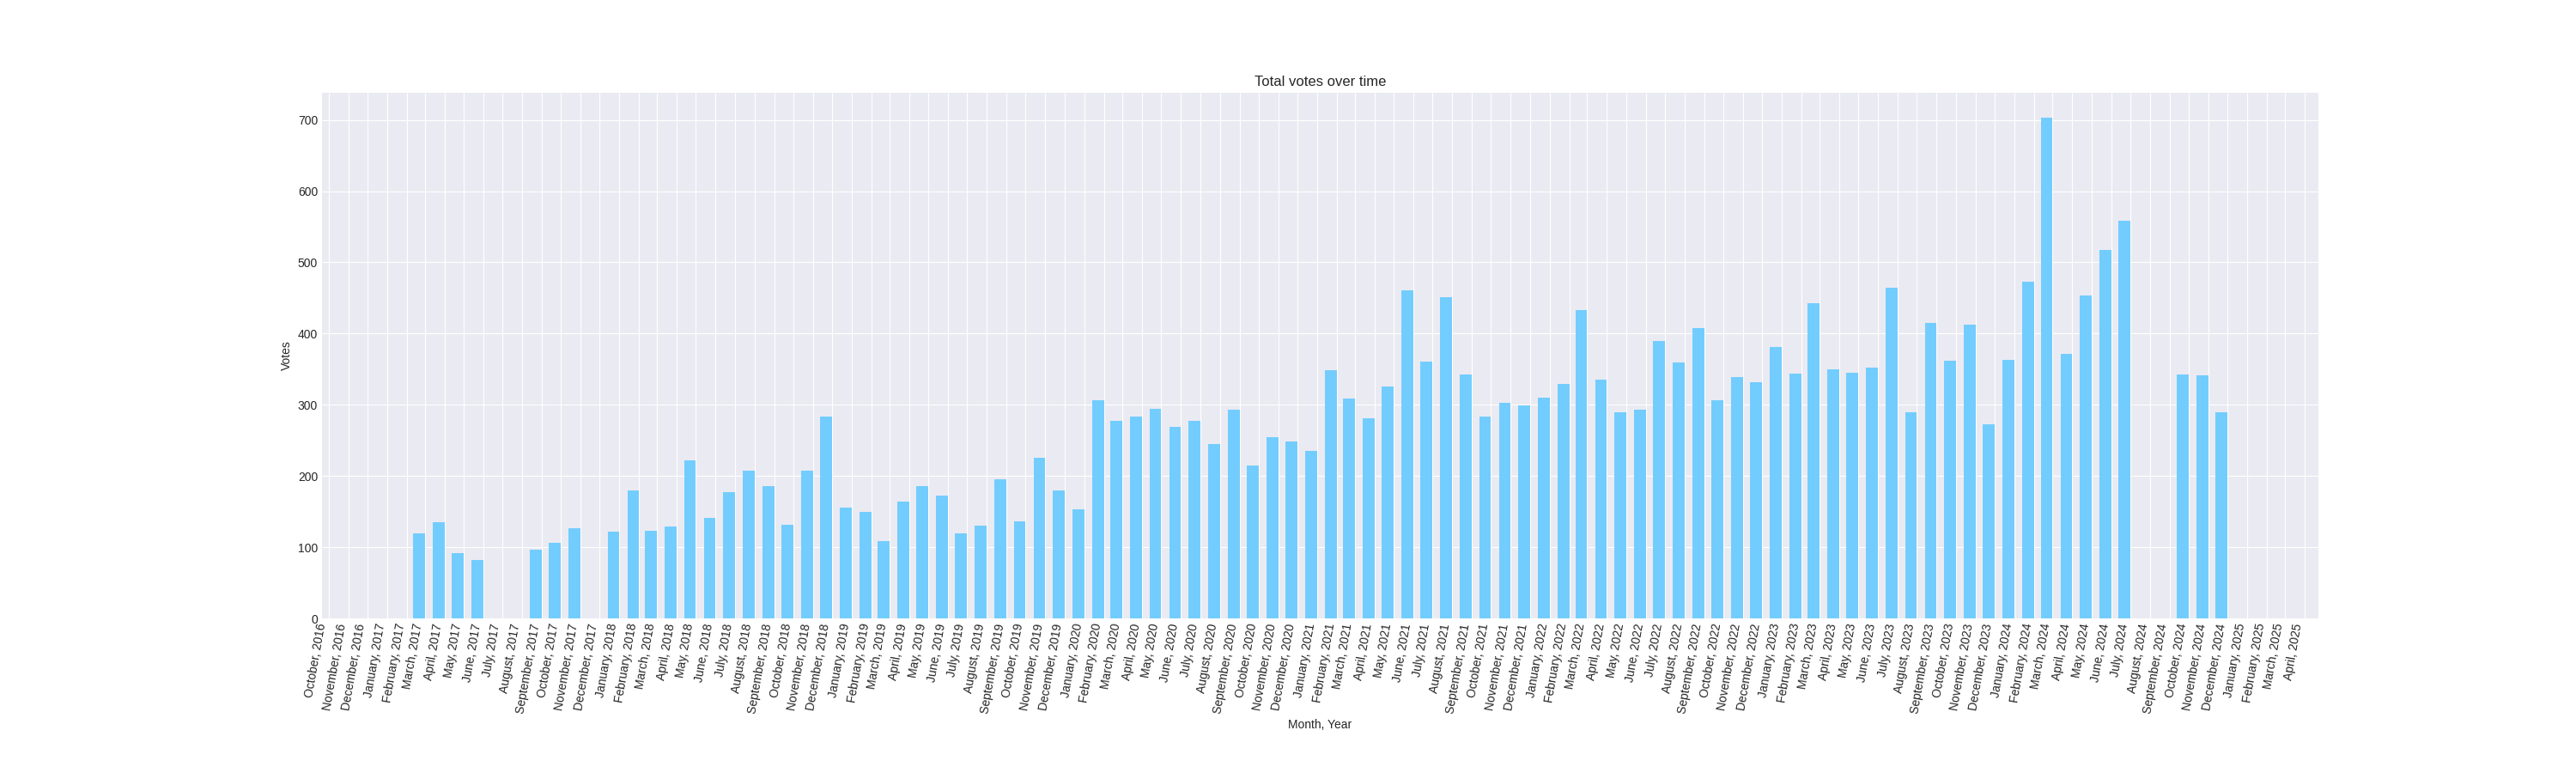 Total votes over time
700
600
500
400
300
200
100
0
Votes
October, 2016
November, 2016
December, 2016
January, 2017
February, 2017
March, 2017
April, 2017
May, 2017
June, 2017
July, 2017
August, 2017
September, 2017
October, 2017
November, 2017
December, 2017
January, 2018
February, 2018
March, 2018
April, 2018
May, 2018
June, 2018
July, 2018
August, 2018
September, 2018
October, 2018
November, 2018
December, 2018
January, 2019
February, 2019
March, 2019
April, 2019
May, 2019
June, 2019
July, 2019
August, 2019
September, 2019
October, 2019
November, 2019
December, 2019
January, 2020
February, 2020
March, 2020
April, 2020
May, 2020
June, 2020
July, 2020
August, 2020
September, 2020
October, 2020
November, 2020
December, 2020
January, 2021
February, 2021
March, 2021
April, 2021
May, 2021
June, 2021
July, 2021
August, 2021
September, 2021
October, 2021
November, 2021
December, 2021
January, 2022
February, 2022
March, 2022
April, 2022
May, 2022
June, 2022
July, 2022
August, 2022
September, 2022
October, 2022
November, 2022
December, 2022
January, 2023
February, 2023
March, 2023
April, 2023
May, 2023
June, 2023
July, 2023
August, 2023
September, 2023
October, 2023
November, 2023
December, 2023
January, 2024
February, 2024
March, 2024
April, 2024
May, 2024
June, 2024
July, 2024
August, 2024
September, 2024
October, 2024
November, 2024
December, 2024
January, 2025
February, 2025
March, 2025
April, 2025
Month, Year